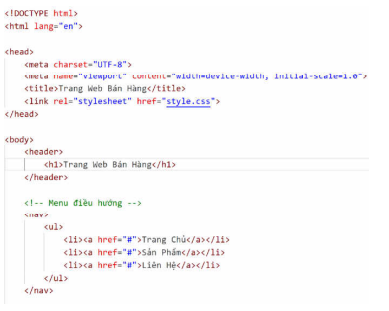 <!DOCTYPE html>
<html lang="en">
<head>
<meta charset="UTF-8">
<meta name="viewport" content="width=device-width, initial-scale=1.0">
<title>Trang Web Bán Hàng</title>
<link rel="stylesheet" href="style.css">
</head>
<body>
<header>
<h1>Trang Web Bán Hàng</h1>
</header>
<!-- Menu điều hướng -->
<nav>
<ul>
<li><a href="#">Trang Chủ</a></li>
<li><a href="#">Sản Phẩm</a></li>
<li><a href="#">Liên Hệ</a></li>
</ul>
</nav>